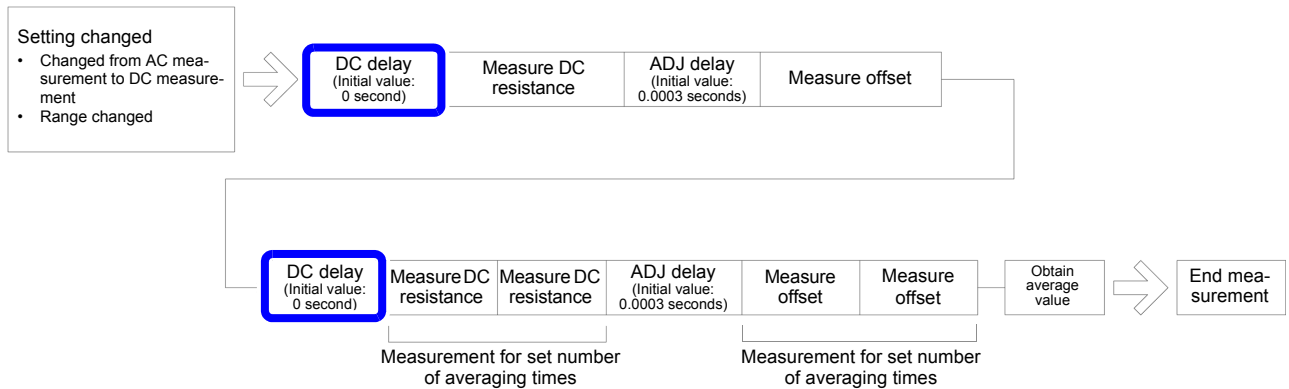 Setting changed
• Changed from AC mea-
surement to DC measure-
ment
• Range changed
DC delay
(Initial value:
0 second)
Measure DC
resistance
ADJ delay
(Initial value:
0.0003 seconds)
Measure offset
DC delay
(Initial value:
0 second)
Measure DC
resistance
Measure DC
resistance
ADJ delay
(Initial value:
0.0003 seconds)
Measure
offset
Measure
offset
Obtain
average
value
End mea-
surement
Measurement for set number
of averaging times
Measurement for set number
of averaging times